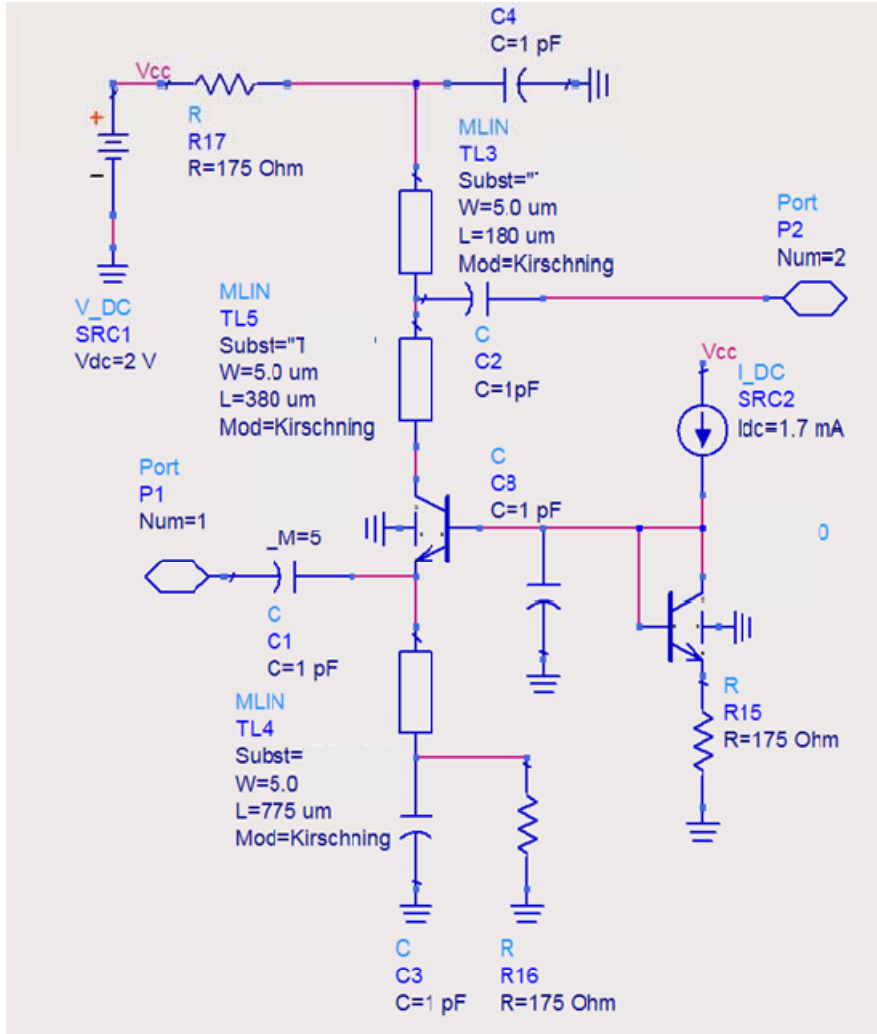 C4
C=1 pF
Vcc
+
R
R17
R=175 Ohm
−
MLIN
TL3
Subst="
W=5.0 um
L=180 um
Mod=Kirschning
Port
P2
Num=2
V_DC
SRC1
Vdc=2 V
MLIN
TL5
Subst="T
W=5.0 um
L=380 um
Mod=Kirschning
C
C2
C=1pF
Vcc
I_DC
SRC2
Idc=1.7 mA
Port
P1
Num=1
C
C8
C=1 pF
_M=5
0
C
C1
C=1 pF
R
R15
R=175 Ohm
MLIN
TL4
Subst=
W=5.0
L=775 um
Mod=Kirschning
C
C3
C=1 pF
R
R16
R=175 Ohm